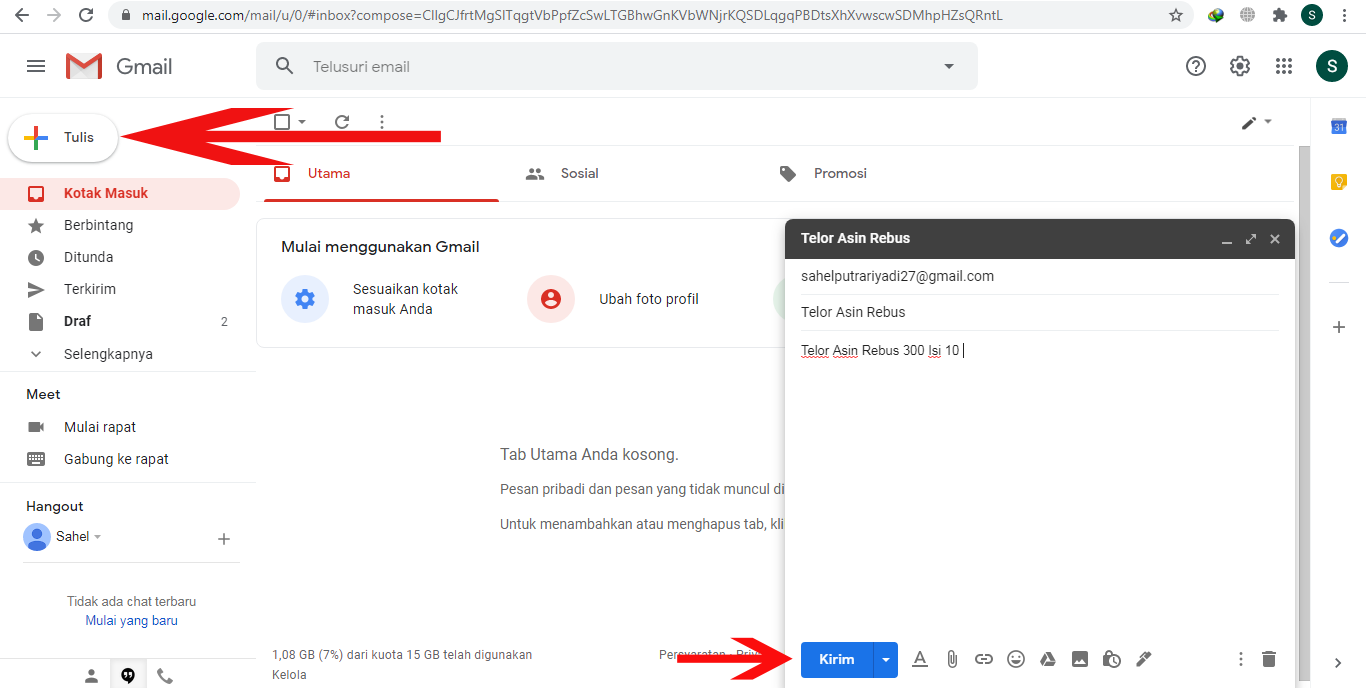 mail.google.com/mail/u/0/#inbox?compose=CllgCJfrtMgSlTqgtVbPpfZcSwLTGBhwGnKVbWNjrKQSDLqgqPBDtsXhXvwscwSDMhpHZsQRntL
S
Gmail
Telusuri email
S
Tulis
Kotak Masuk
Berbintang
Ditunda
Terkirim
Draf 2
Selengkapnya
Meet
Mulai rapat
Gabung ke rapat
Hangout
Sahel
Tidak ada chat terbaru
Mulai yang baru
Utama
Sosial
Promosi
31
Mulai menggunakan Gmail
Sesuaikan kotak
masuk Anda
Ubah foto profil
Tab Utama Anda kosong.
Pesan pribadi dan pesan yang tidak muncul di
Untuk menambahkan atau menghapus tab, kli
1,08 GB (7%) dari kuota 15 GB telah digunakan
Kelola
Telor Asin Rebus
sahelputrariyadi27@gmail.com
Telor Asin Rebus
Telor Asin Rebus 300 Isi 10
Kirim